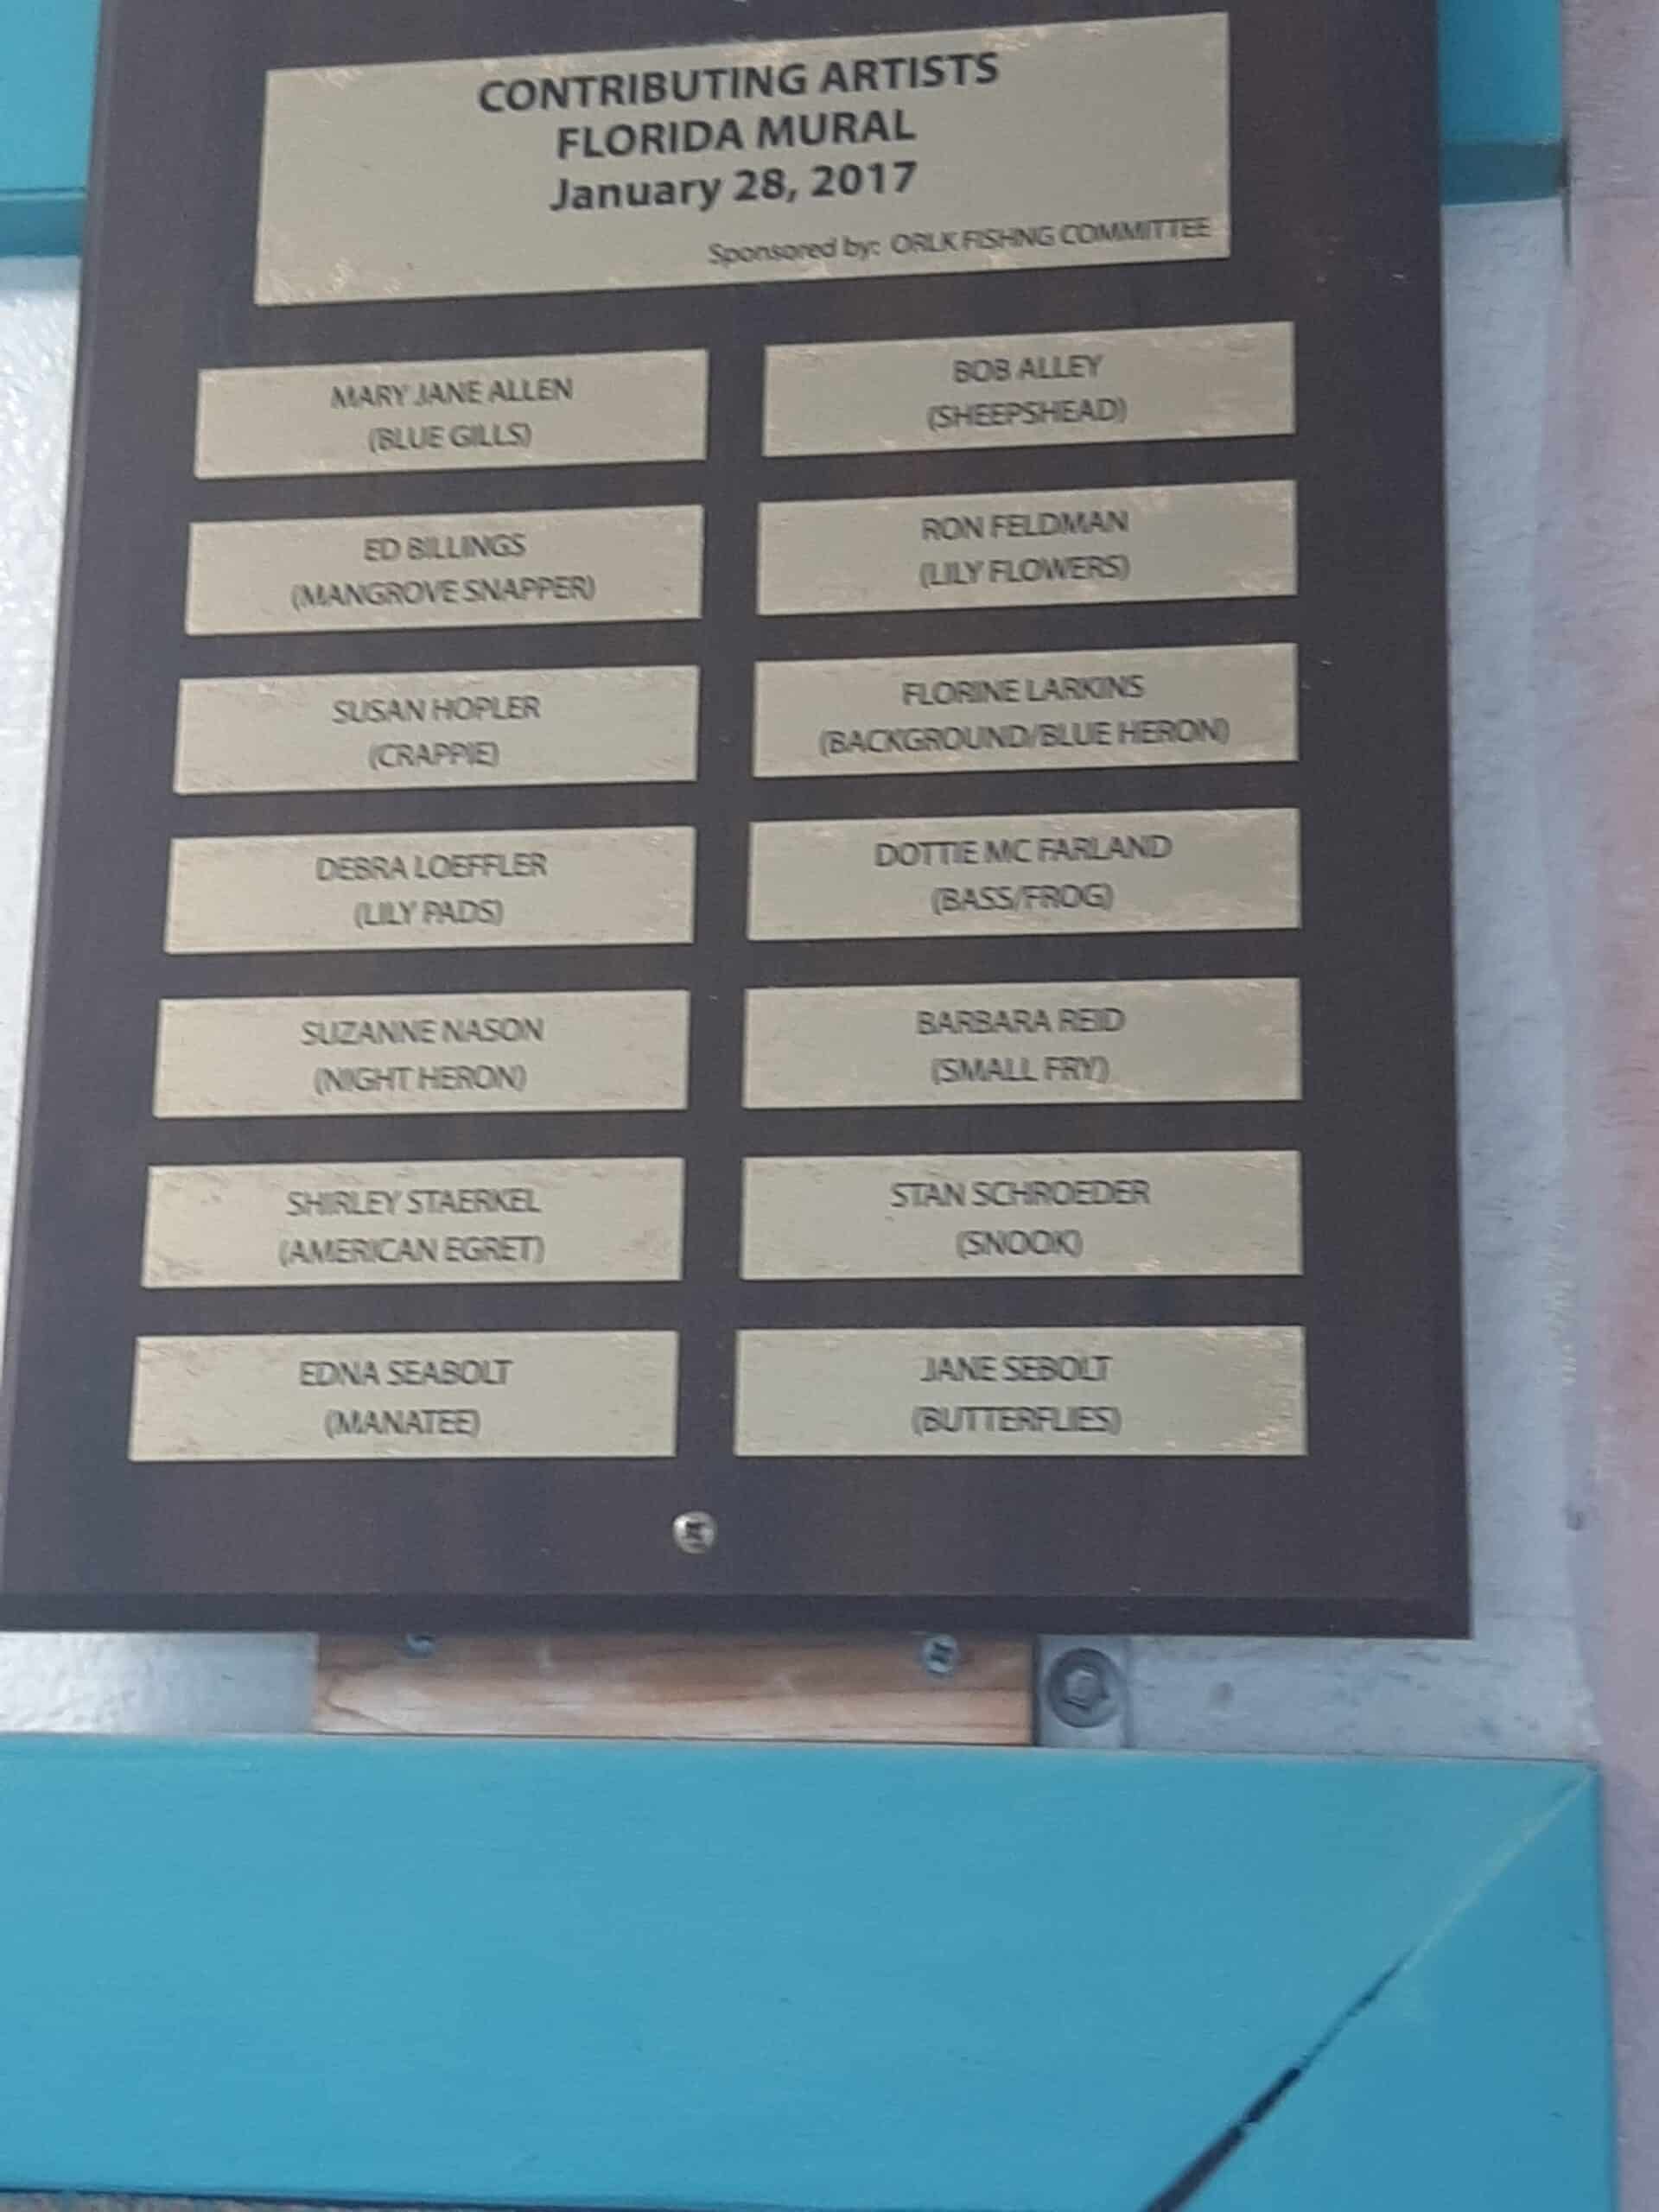 CONTRIBUTING ARTISTS
FLORIDA MURAL
January 28, 2017
Sponsored by: ORLK FISHNG COMMITTEE
MARY JANE ALLEN
(BLUE GILLS)
BOB ALLEY
(SHEEPSHEAD)
ED BILLINGS
(MANGROVE SNAPPER)
RON FELDMAN
(LILY FLOWERS)
SUSAN HOPLER
(CRAPPIE)
FLORINE LARKINS
(BACKGROUND/BLUE HERON)
DEBRA LOEFFLER
(LILY PADS)
DOTTIE MC FARLAND
(BASS/FROG)
SUZANNE NASON
(NIGHT HERON)
BARBARA REID
(SMALL FRY)
SHIRLEY STAERKEL
(AMERICAN EGRET)
STAN SCHROEDER
(SNOOK)
EDNA SEABOLT
(MANATEE)
JANE SEBOLT
(BUTTERFLIES)